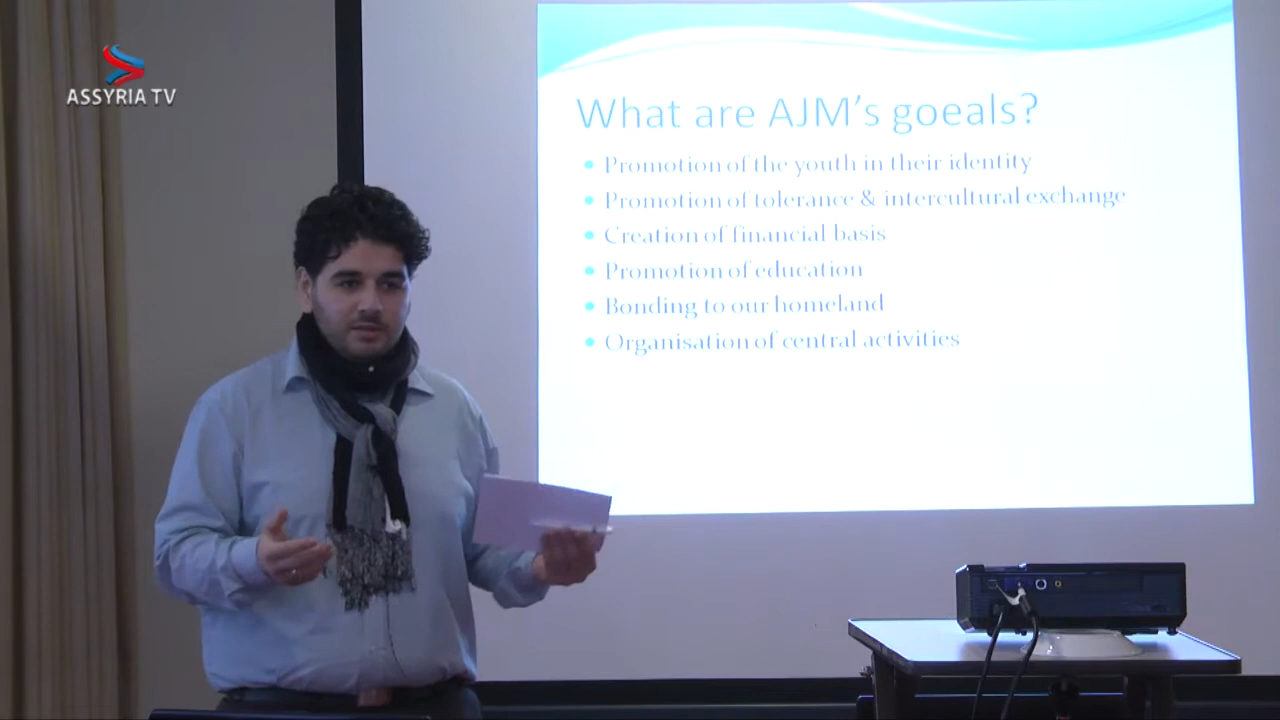 ASSYRIA TV
What are AJM's goeals?
Promotion of the youth in their identity
Promotion of tolerance & intercultural exchange
Creation of financial basis
Promotion of education
Bonding to our homeland
Organisation of central activities